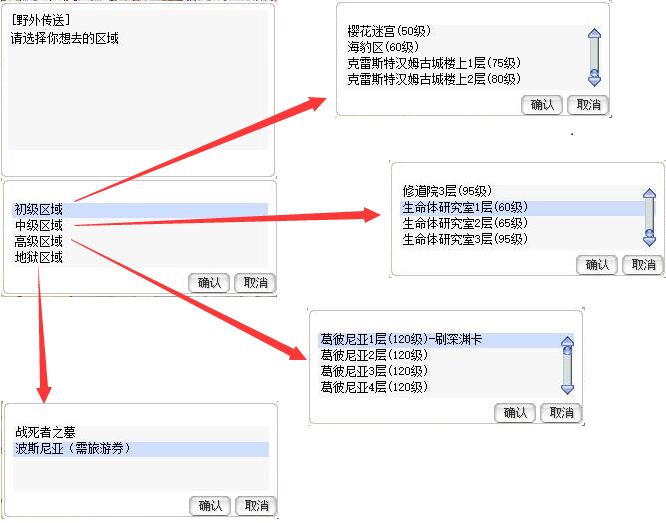 [野外传送]
请选择你想去的区域
初级区域
中级区域
高级区域
地狱区域
确认 取消
樱花迷宫(50级)
海豹区(60级)
克雷斯特汉姆古城楼上1层(75级)
克雷斯特汉姆古城楼上2层(80级)
确认 取消
修道院3层(95级)
生命体研究室1层(60级)
生命体研究室2层(65级)
生命体研究室3层(95级)
确认 取消
葛彼尼亚1层(120级)-刷深渊卡
葛彼尼亚2层(120级)
葛彼尼亚3层(120级)
葛彼尼亚4层(120级)
确认 取消
战死者之墓
波斯尼亚（需旅游券）
确认 取消